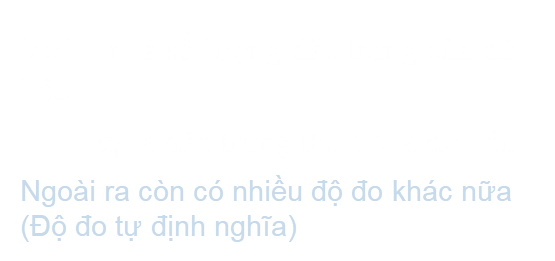 Ngoài ra còn có nhiều độ đo khác nữa
(Độ đo tự định nghĩa)